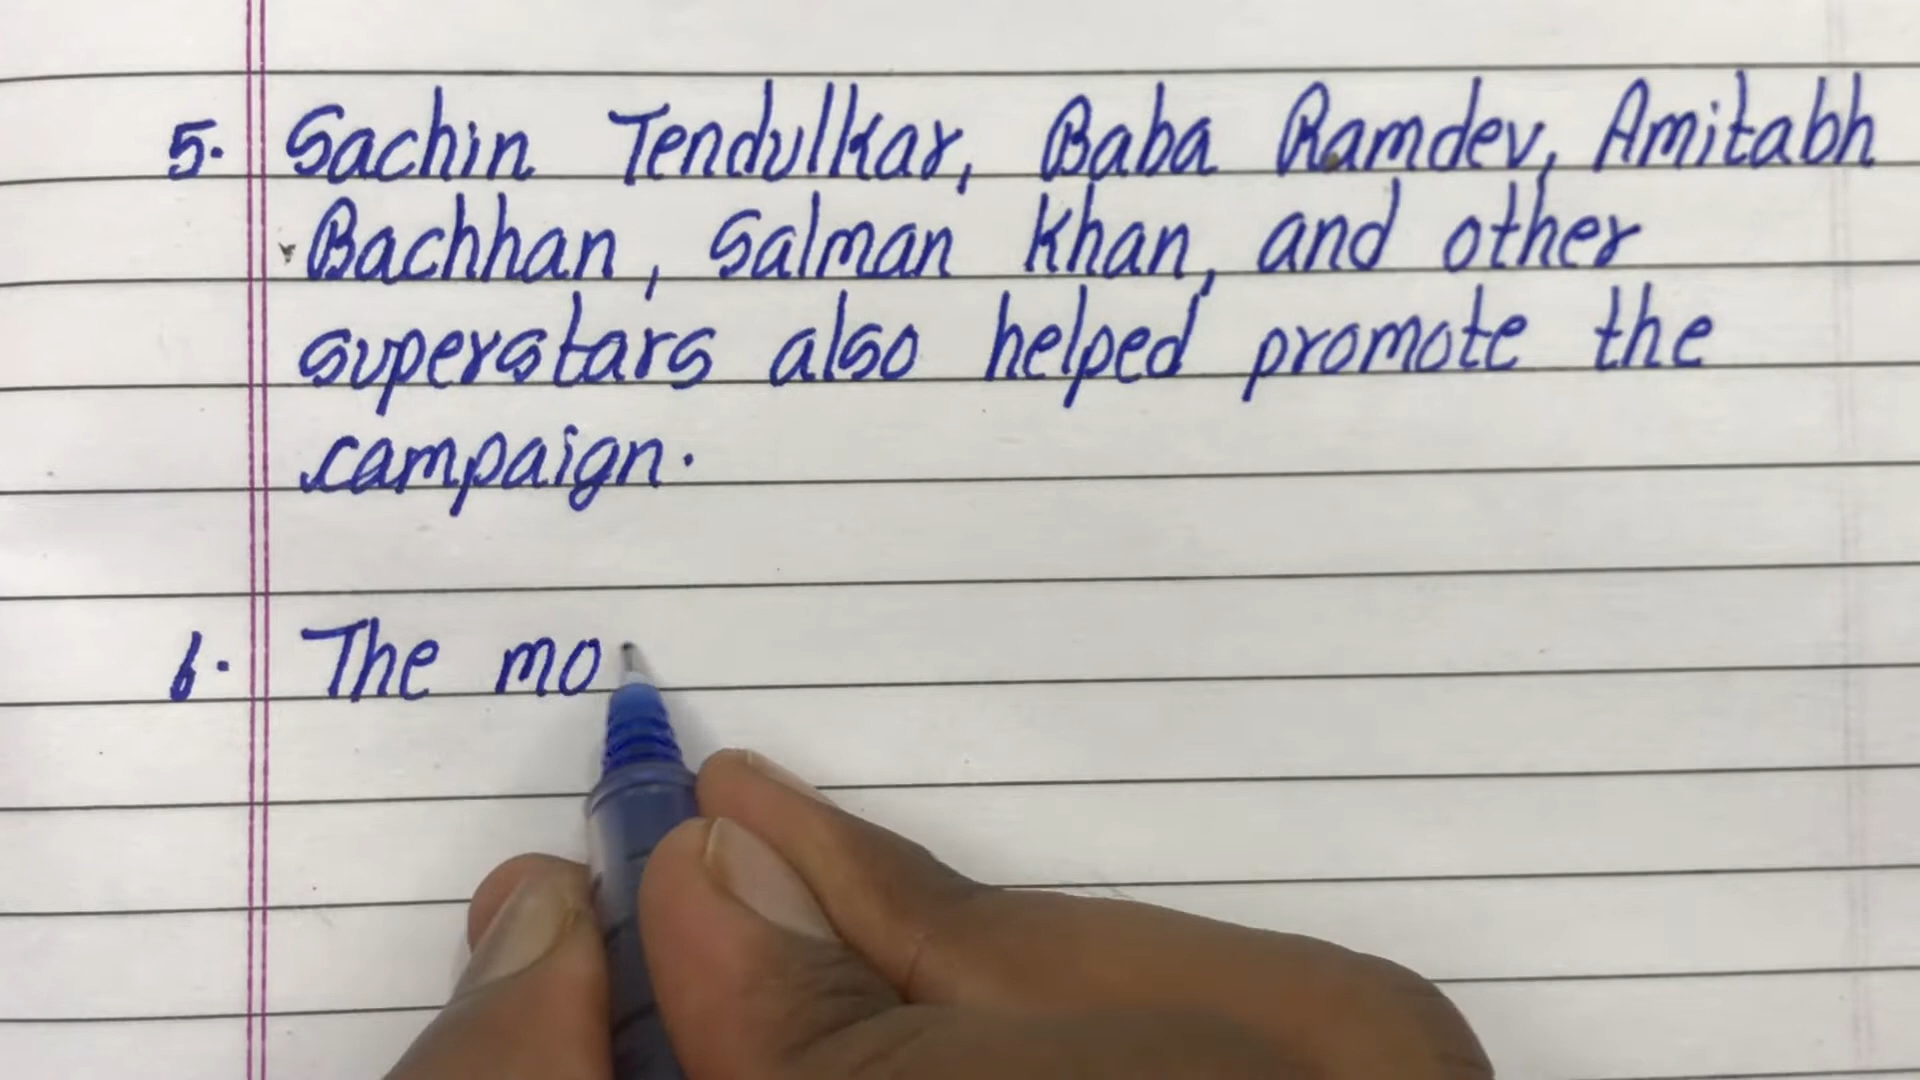 5. Sachin Tendulkar, Baba Ramdev, Amitabh
Bachhan, Salman Khan, and other
superstars also helped promote the
campaign.
6. The mo